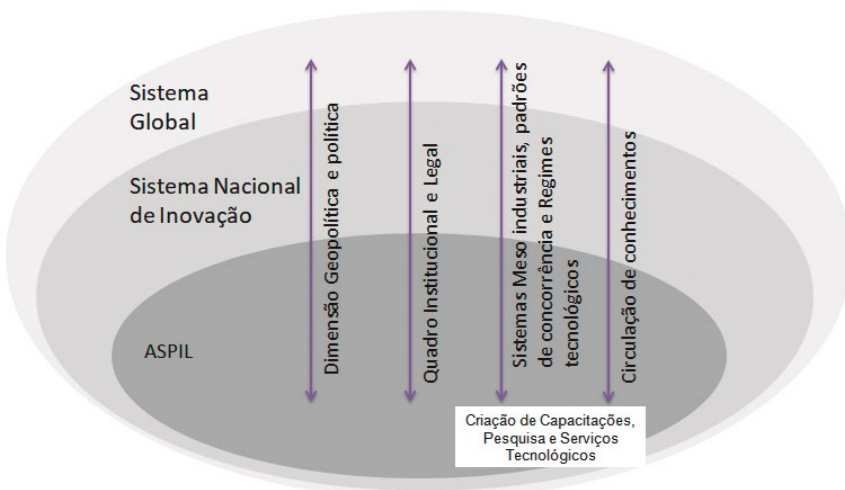 Sistema
Global
Sistema Nacional
de Inovação
ASPIL
Dimensão Geopolítica e política
Quadro Institucional e Legal
Sistemas Meso industriais, padrões
de concorrência e Regimes
tecnológicos
Circulação de conhecimentos
Criação de Capacitações,
Pesquisa e Serviços
Tecnológicos